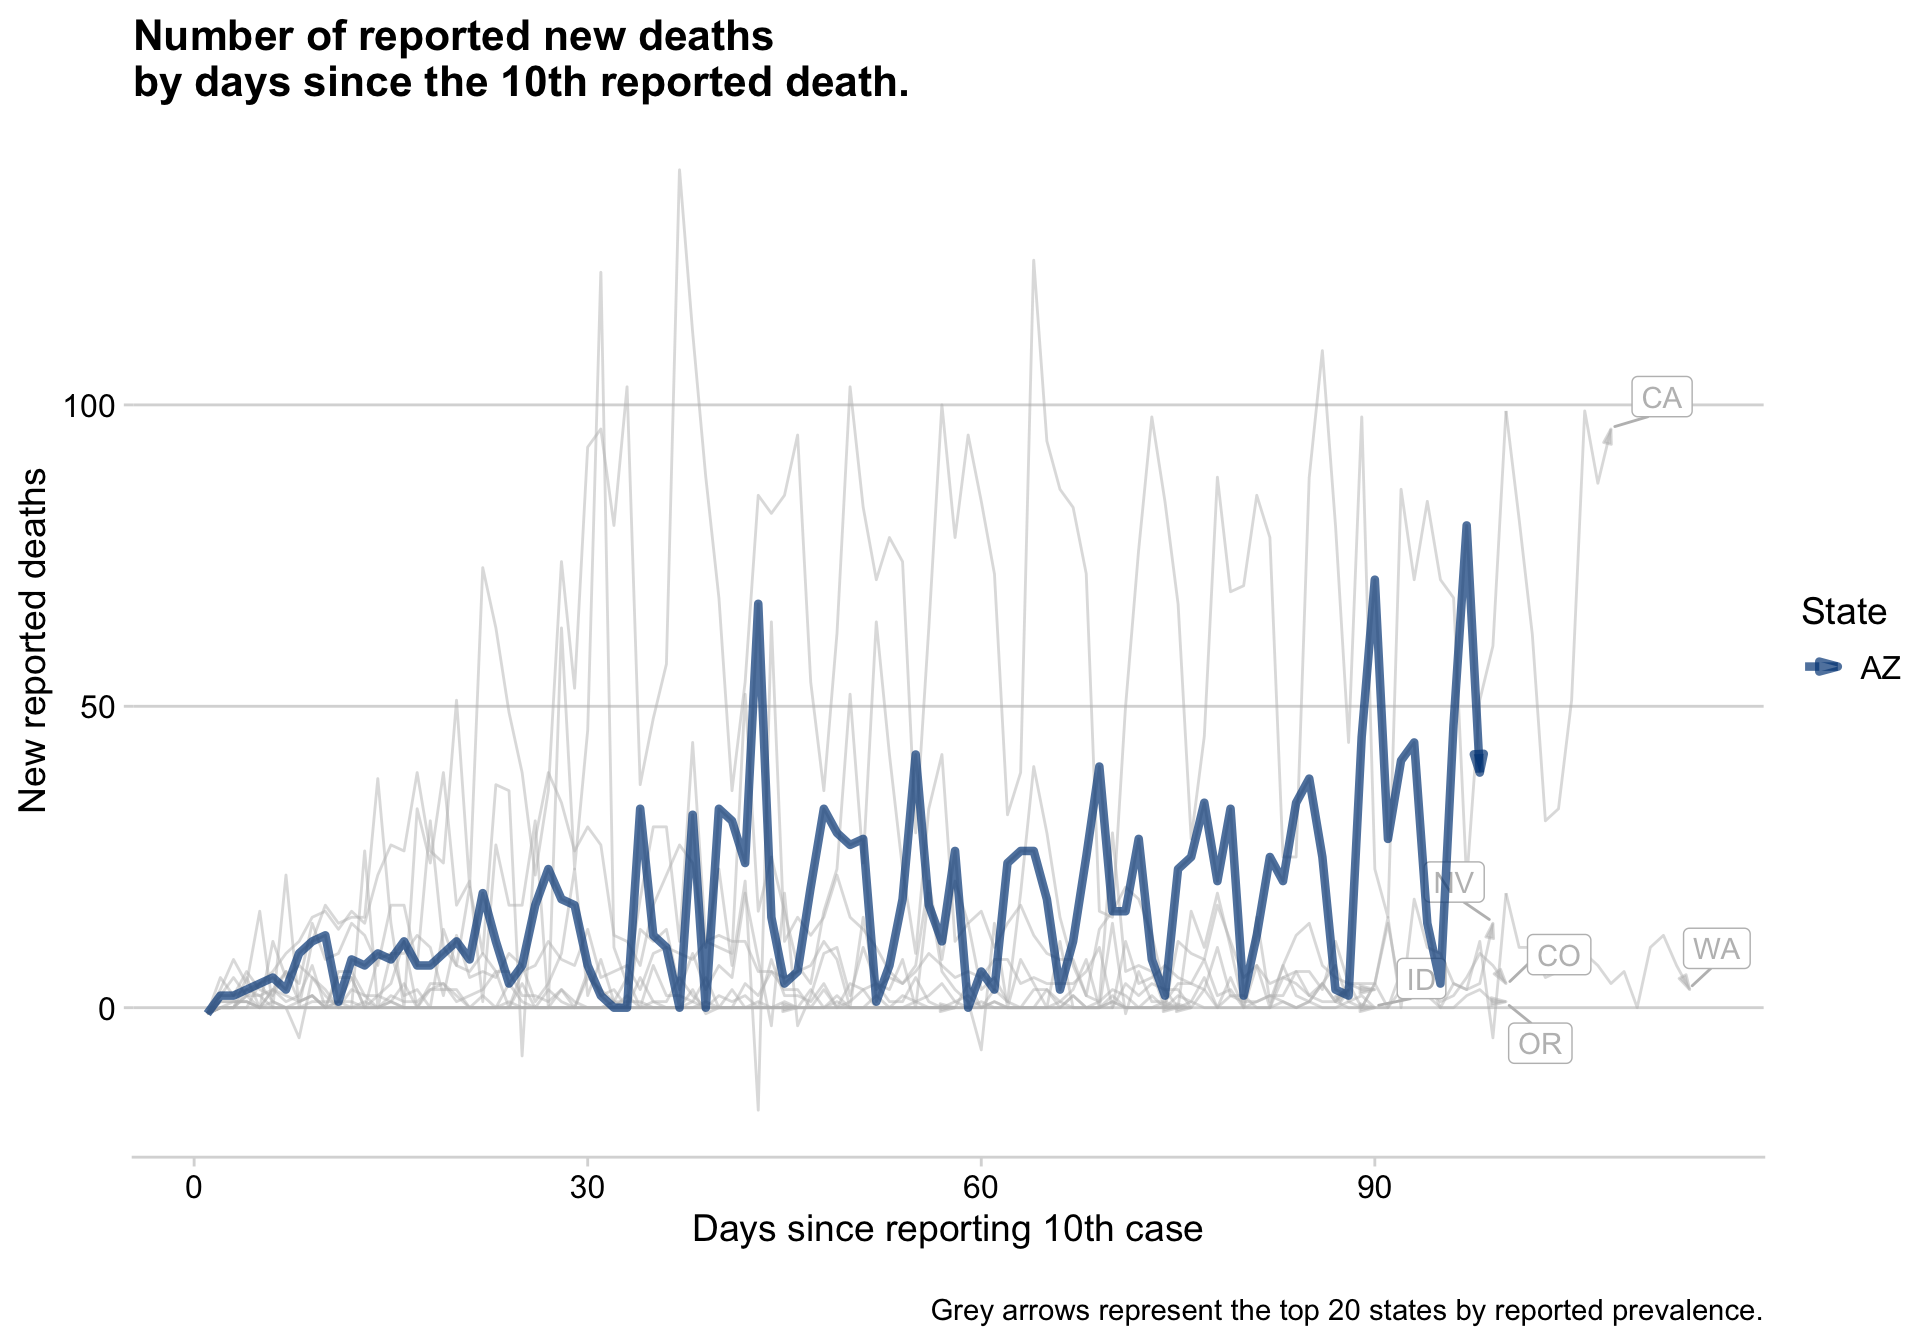 Number of reported new deaths
by days since the 10th reported death.
New reported deaths
100
50
0
0
30
60
90
Days since reporting 10th case
CA
NV
CO
WA
ID
OR
State
AZ
Grey arrows represent the top 20 states by reported prevalence.